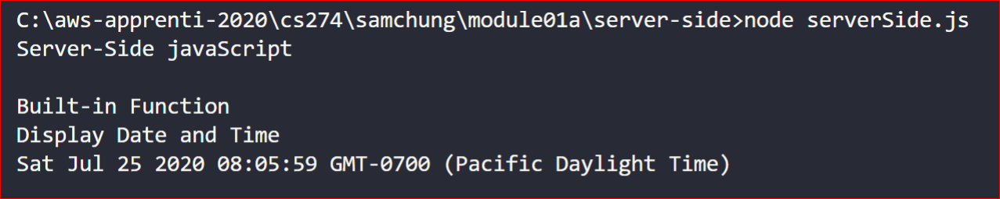 C:\aws-apprenti-2020\cs274\samchung\module01a\server-side>node serverSide.js
Server-Side javaScript
Built-in Function
Display Date and Time
Sat Jul 25 2020 08:05:59 GMT-0700 (Pacific Daylight Time)